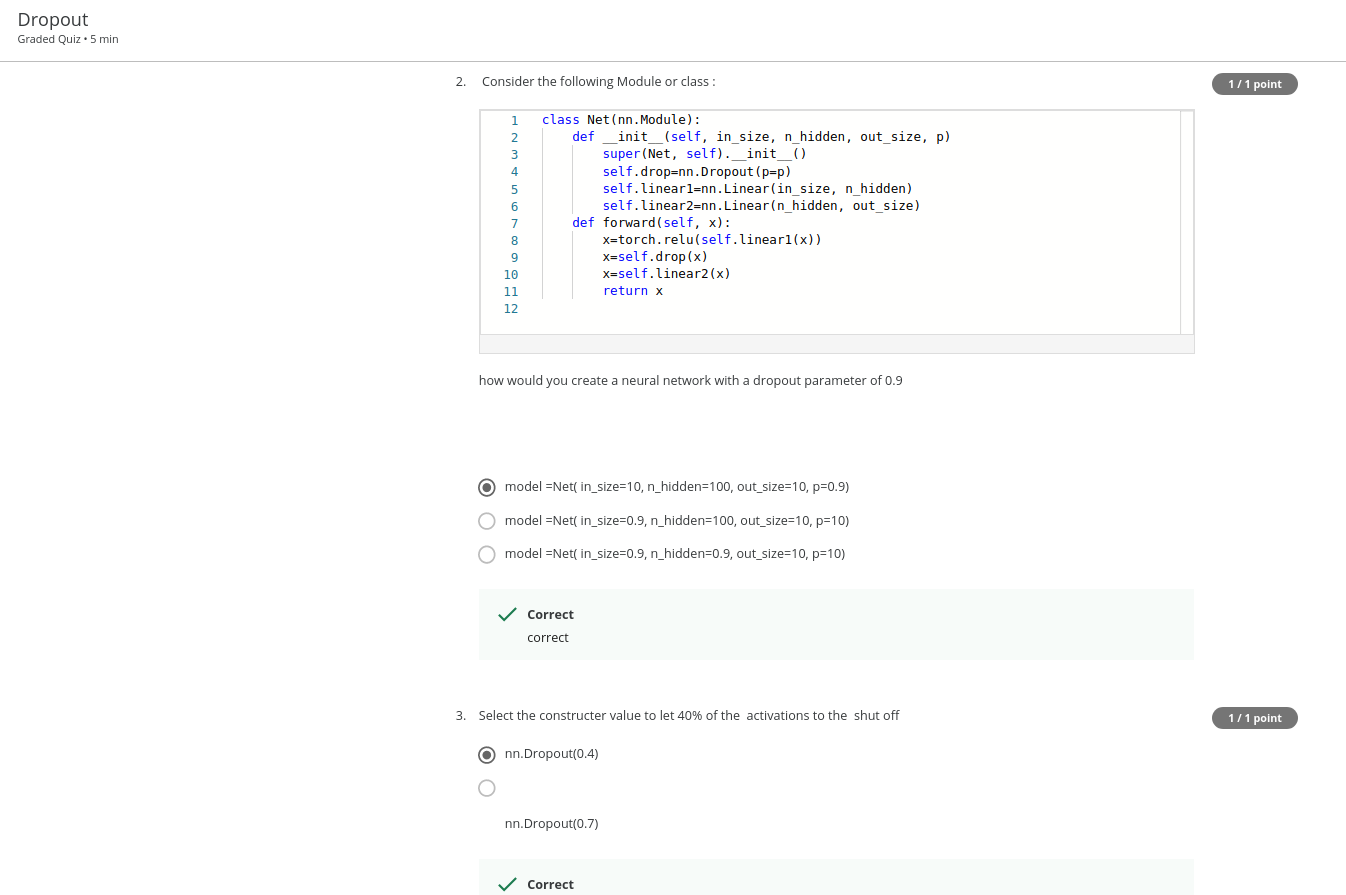 Dropout
Graded Quiz • 5 min
2. Consider the following Module or class :
1 / 1 point
1 class Net(nn.Module):
2 def __init__(self, in_size, n_hidden, out_size, p)
3 super(Net, self).__init__()
4 self.drop=nn.Dropout(p=p)
5 self.linear1=nn.Linear(in_size, n_hidden)
6 self.linear2=nn.Linear(n_hidden, out_size)
7 def forward(self, x):
8 x=torch.relu(self.linear1(x))
9 x=self.drop(x)
10 x=self.linear2(x)
11 return x
12
how would you create a neural network with a dropout parameter of 0.9
model =Net( in_size=10, n_hidden=100, out_size=10, p=0.9)
model =Net( in_size=0.9, n_hidden=100, out_size=10, p=10)
model =Net( in_size=0.9, n_hidden=0.9, out_size=10, p=10)
Correct
correct
3. Select the constructer value to let 40% of the activations to the shut off
1 / 1 point
nn.Dropout(0.4)
nn.Dropout(0.7)
Correct